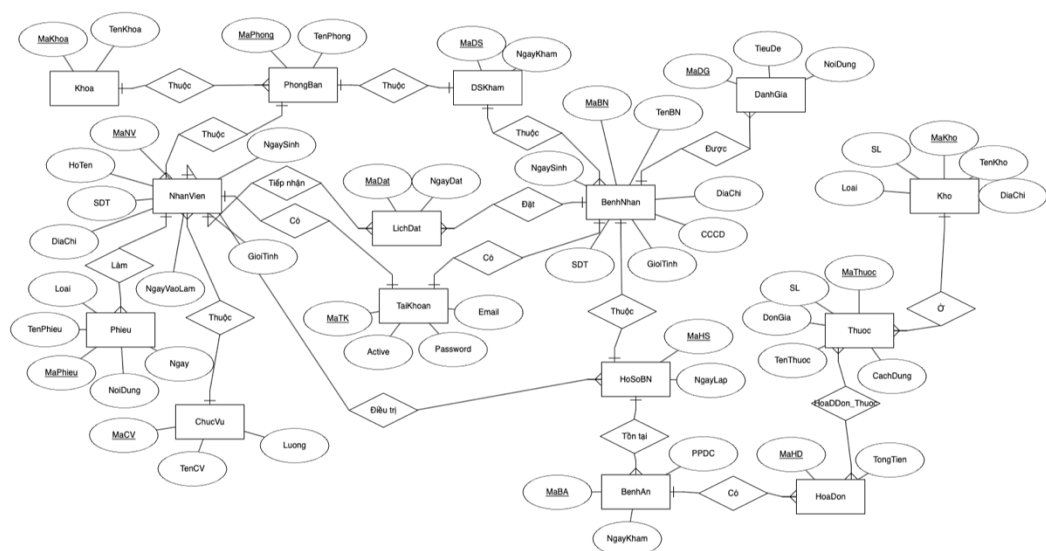 MaKhoa
TenKhoa
MaPhong
TenPhong
MaDS
NgayKham
TieuDe
MaDG
NoiDung
Khoa
Thuộc
PhongBan
Thuộc
DSKham
DanhGia
MaNV
Thuộc
NgaySinh
HoTen
NhanVien
SDT
DiaChi
GioiTinh
NgayVaoLam
Tiếp nhận
MaDat
NgayDat
LichDat
Đặt
Có
Thuộc
MaBN
TenBN
NgaySinh
BenhNhan
Được
DiaChi
CCCD
SDT
GioiTinh
SL
MaKho
TenKho
Loai
Kho
DiaChi
Làm
Loai
TenPhieu
Phieu
MaPhieu
NoiDung
Ngay
Thuộc
Có
TaiKhoan
MaTK
Email
Active
Password
Thuộc
MaHS
HoSoBN
NgayLap
MaThuoc
SL
DonGia
Thuoc
TenThuoc
CachDung
Ở
HoaDDon_Thuoc
ChucVu
MaCV
TenCV
Luong
Điều trị
Tồn tại
PPDC
MaBA
BenhAn
NgayKham
Có
MaHD
TongTien
HoaDon